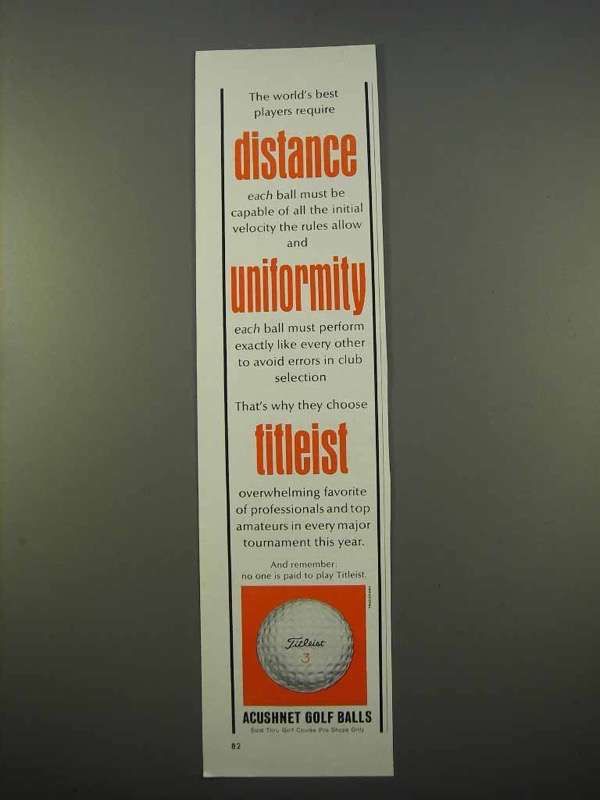 The world's best
players require
distance
each ball must be
capable of all the initial
velocity the rules allow
and
uniformity
each ball must perform
exactly like every other
to avoid errors in club
selection
That's why they choose
titleist
overwhelming favorite
of professionals and top
amateurs in every major
tournament this year.
And remember:
no one is paid to play Titleist.
Titleist
3
ACUSHNET GOLF BALLS
Sold Thru Golf Course Pro Shops Only
82